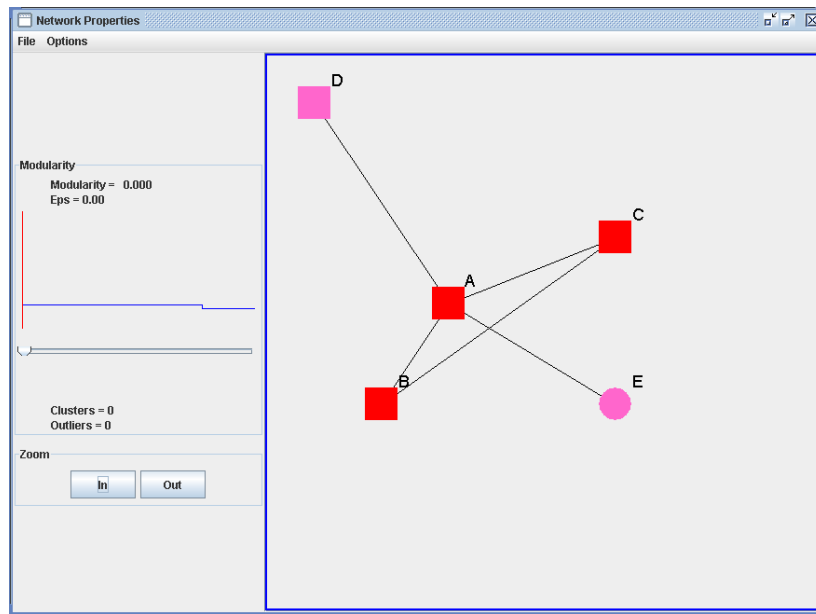 Network Properties
File Options
Modularity
Modularity = 0.000
Eps = 0.00
Clusters = 0
Outliers = 0
Zoom
In Out
D
C
A
B
E